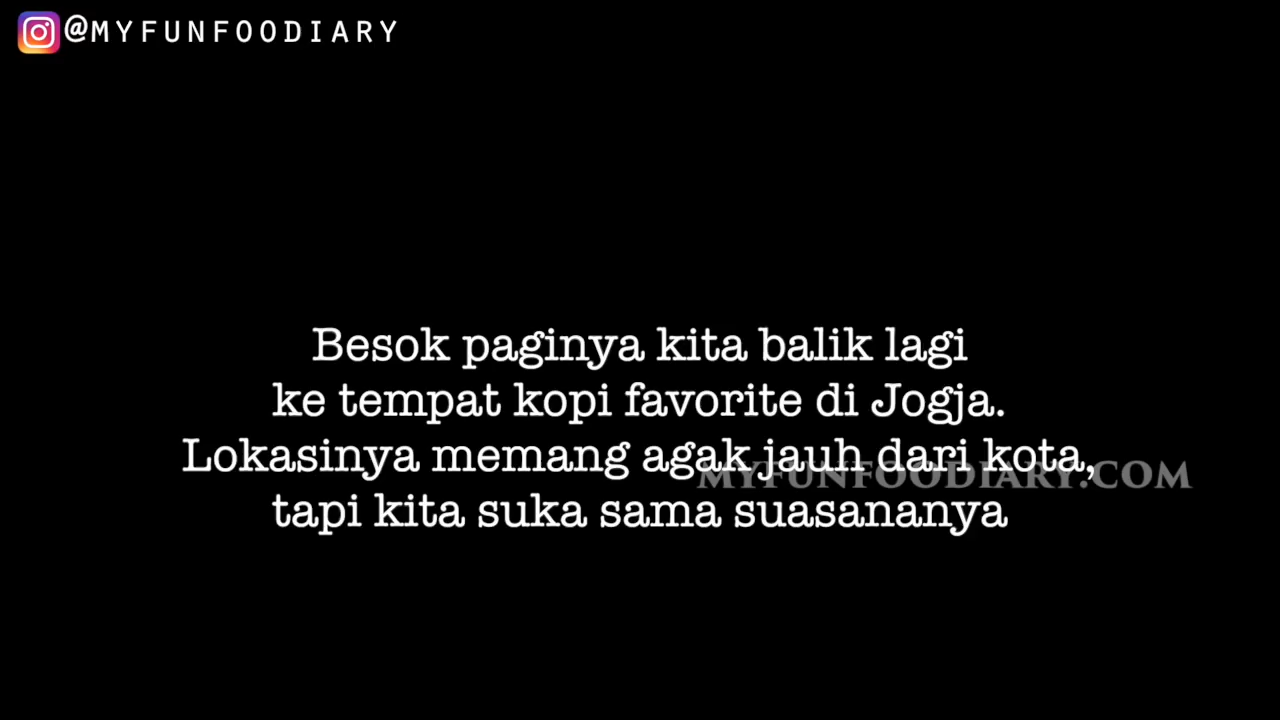 @MYFUNFOODIARY
Besok paginya kita balik lagi
ke tempat kopi favorite di Jogja.
Lokasinya memang agak jauh dari kota,
MYFUNFOODIARY.COM
tapi kita suka sama suasananya